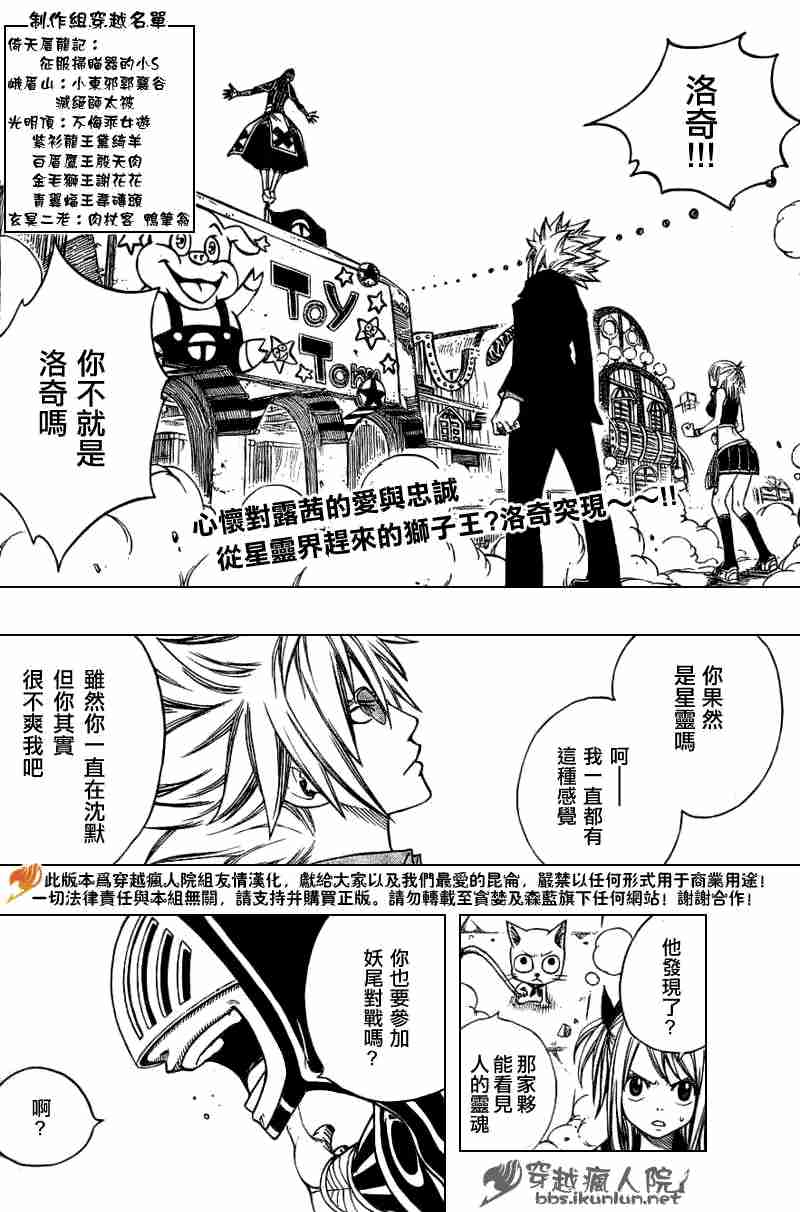 制作組穿越名單
倚天屠龍記：
征服掃瞄器的小S
峨眉山：小東邪郭襄谷
滅絕師太被
光明頂：不悔乖女遊
紫衫龍王黛綺羊
百眉鷹王殷天肉
金毛獅王謝花花
青翼蝠王韋磚頭
玄冥二老：肉杖客 鴨筆翁
洛奇!!!
TOY
Tom
你不就是
洛奇嗎
心懷對露茜的愛與忠誠
從星靈界趕來的獅子王?洛奇突現～～!!
你果然
是星靈嗎
呵——
我一直都有
這種感覺
雖然你一直在沈默
但你其實
很不爽我吧
此版本爲穿越瘋人院組友情漢化，獻給大家以及我們最愛的昆侖，嚴禁以任何形式用于商業用途！
一切法律責任與本組無關，請支持并購買正版。請勿轉載至貪婪及森藍旗下任何網站！謝謝合作！
他發現了?
那家夥
能看見
人的靈魂
你也要參加
妖尾對戰嗎?
啊?
穿越瘋人院
bbs.ikunlun.net